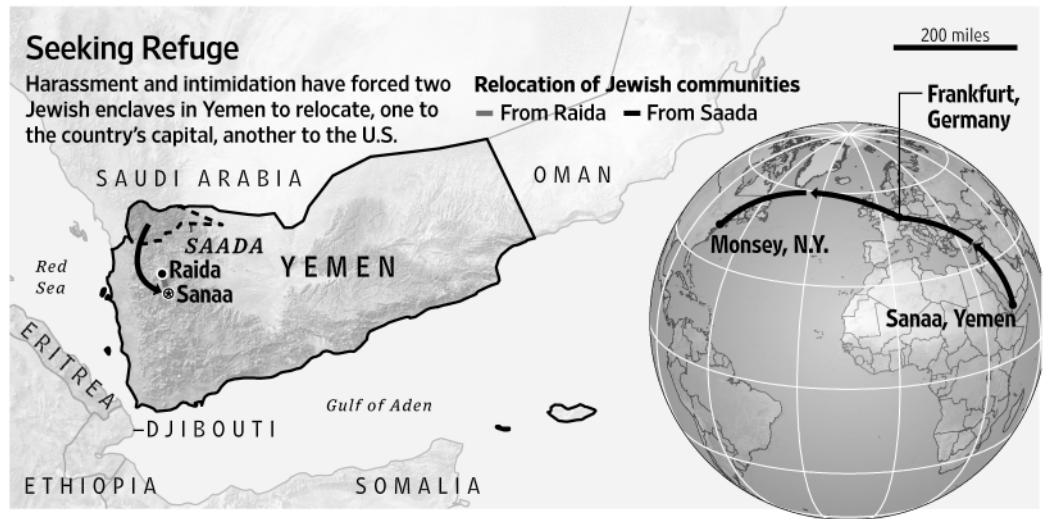 Seeking Refuge
Harassment and intimidation have forced two
Jewish enclaves in Yemen to relocate, one to
the country's capital, another to the U.S.
Relocation of Jewish communities
From Raida
From Saada
200 miles
Frankfurt,
Germany
SAUDI ARABIA
OMAN
SAADA
Raida
Sanaa
YEMEN
Red
Sea
ERITREA
Gulf of Aden
DJIBOUTI
ETHIOPIA
SOMALIA
Monsey, N.Y.
Sanaa, Yemen